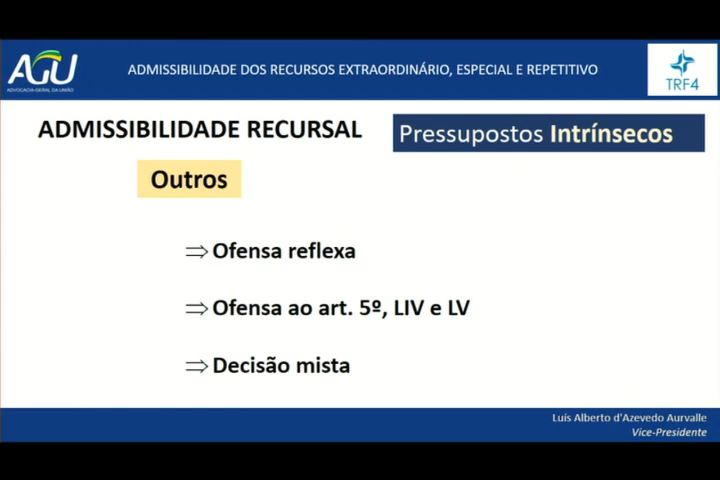 AGU
ADVOCACIA-GERAL DA UNIÃO
ADMISSIBILIDADE DOS RECURSOS EXTRAORDINÁRIO, ESPECIAL E REPETITIVO
TRF4
ADMISSIBILIDADE RECURSAL
Pressupostos Intrínsecos
Outros
⇒ Ofensa reflexa
⇒ Ofensa ao art. 5º, LIV e LV
⇒ Decisão mista
Luís Alberto d'Azevedo Aurvalle
Vice-Presidente